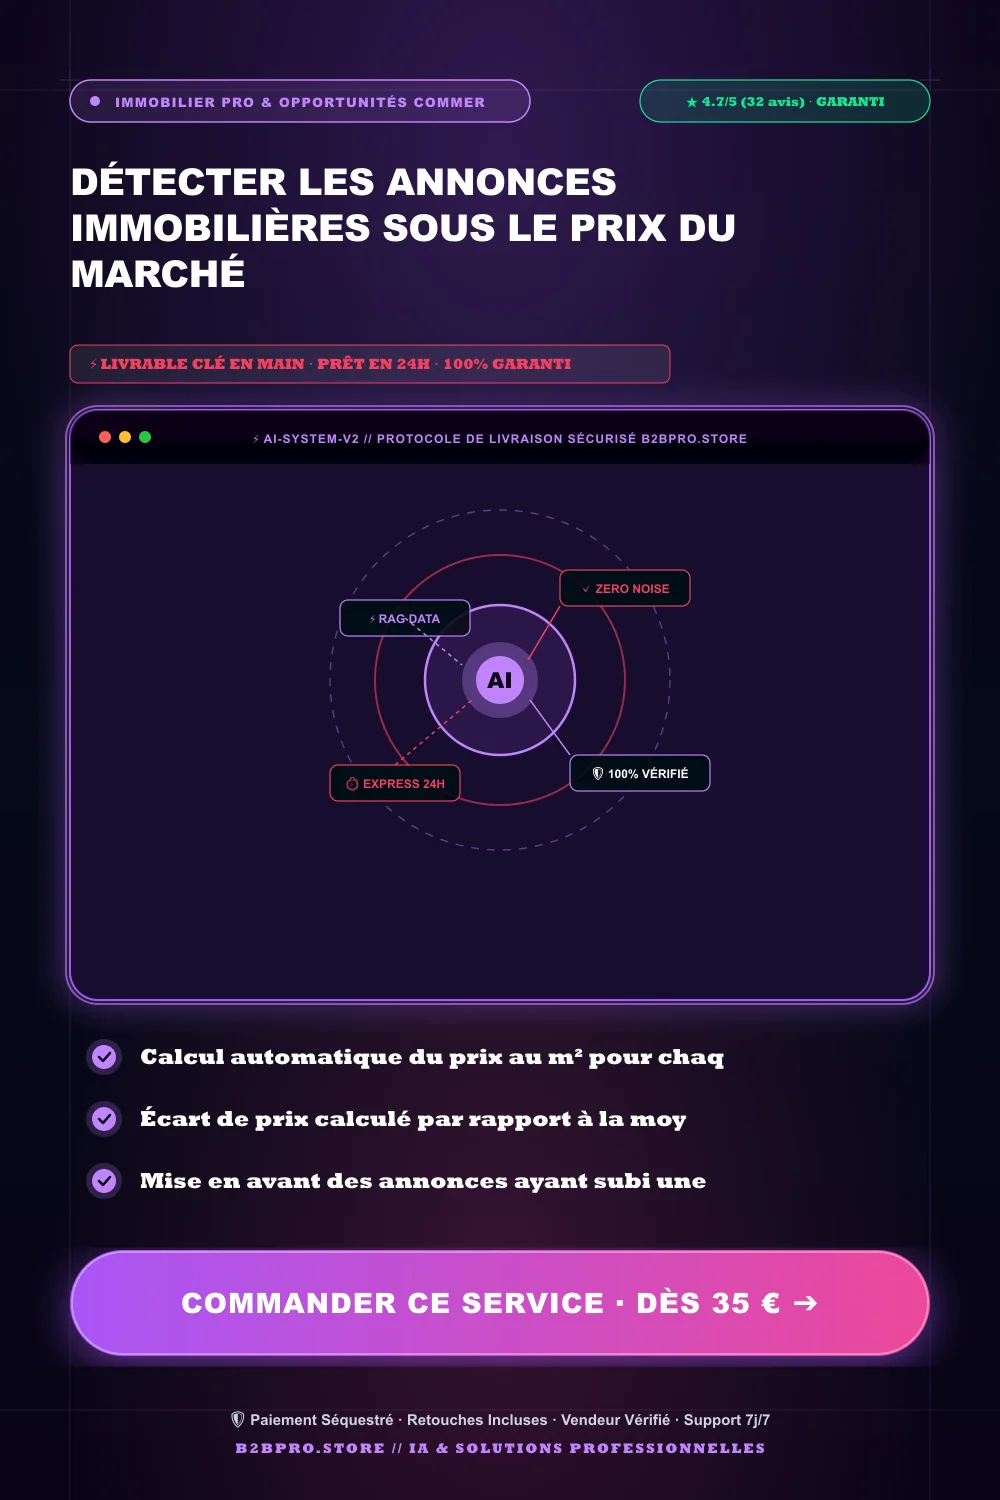 IMMOBILIER PRO & OPPORTUNITÉS COMMER
★ 4.7/5 (32 avis) · GARANTI
DÉTECTER LES ANNONCES
IMMOBILIÈRES SOUS LE PRIX DU
MARCHÉ
⚡ LIVRABLE CLÉ EN MAIN · PRÊT EN 24H · 100% GARANTI
⚡ AI-SYSTEM-V2 // PROTOCOLE DE LIVRAISON SÉCURISÉ B2BPRO.STORE
✓ ZERO NOISE
⚡ RAG DATA
AI
⏱ EXPRESS 24H
🛡 100% VÉRIFIÉ
Calcul automatique du prix au m² pour chaq
Écart de prix calculé par rapport à la moy
Mise en avant des annonces ayant subi une
COMMANDER CE SERVICE · DÈS 35 € →
🛡 Paiement Séquestré · Retouches Incluses · Vendeur Vérifié · Support 7j/7
B2BPRO.STORE // IA & SOLUTIONS PROFESSIONNELLES